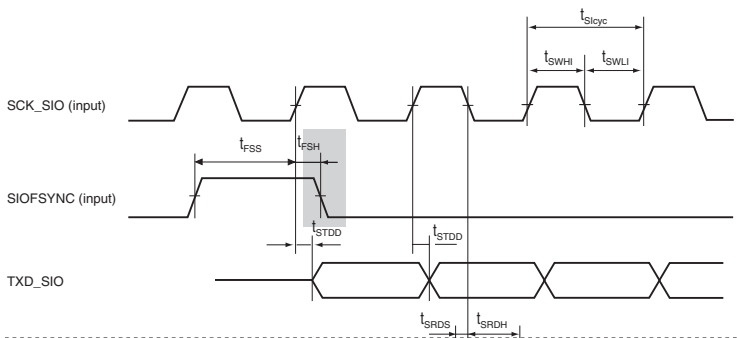 tSIcyc
tSWHI tSWLI
SCK_SIO (input)
tFSS tFSH
SIOFSYNC (input)
tSTDD tSTDD
TXD_SIO
tSRDS tSRDH